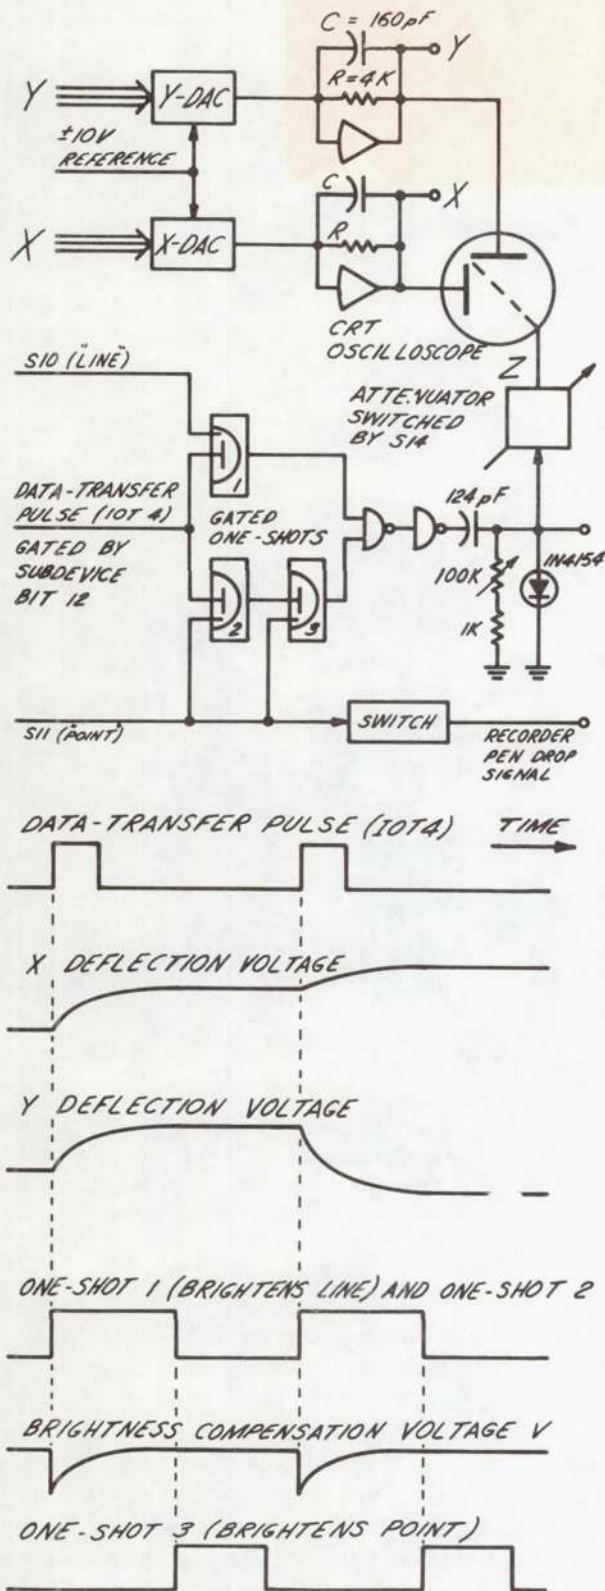 C = 160pF
Y
R=4K
Y
Y-DAC
±10V
REFERENCE
C
X
R
X
X-DAC
CRT
OSCILLOSCOPE
S10 ("LINE")
Z
ATTENUATOR
SWITCHED
BY S14
1
DATA-TRANSFER
PULSE (IOT 4)
GATED BY
SUBDEVICE
BIT 12
GATED
ONE-SHOTS
124pF
100K
1N4154
2
3
1K
S11 ("POINT")
SWITCH
RECORDER
PEN DROP
SIGNAL
DATA-TRANSFER PULSE (IOT4)
TIME
X DEFLECTION VOLTAGE
Y DEFLECTION VOLTAGE
ONE-SHOT 1 (BRIGHTENS LINE) AND ONE-SHOT 2
BRIGHTNESS COMPENSATION VOLTAGE V
ONE-SHOT 3 (BRIGHTENS POINT)